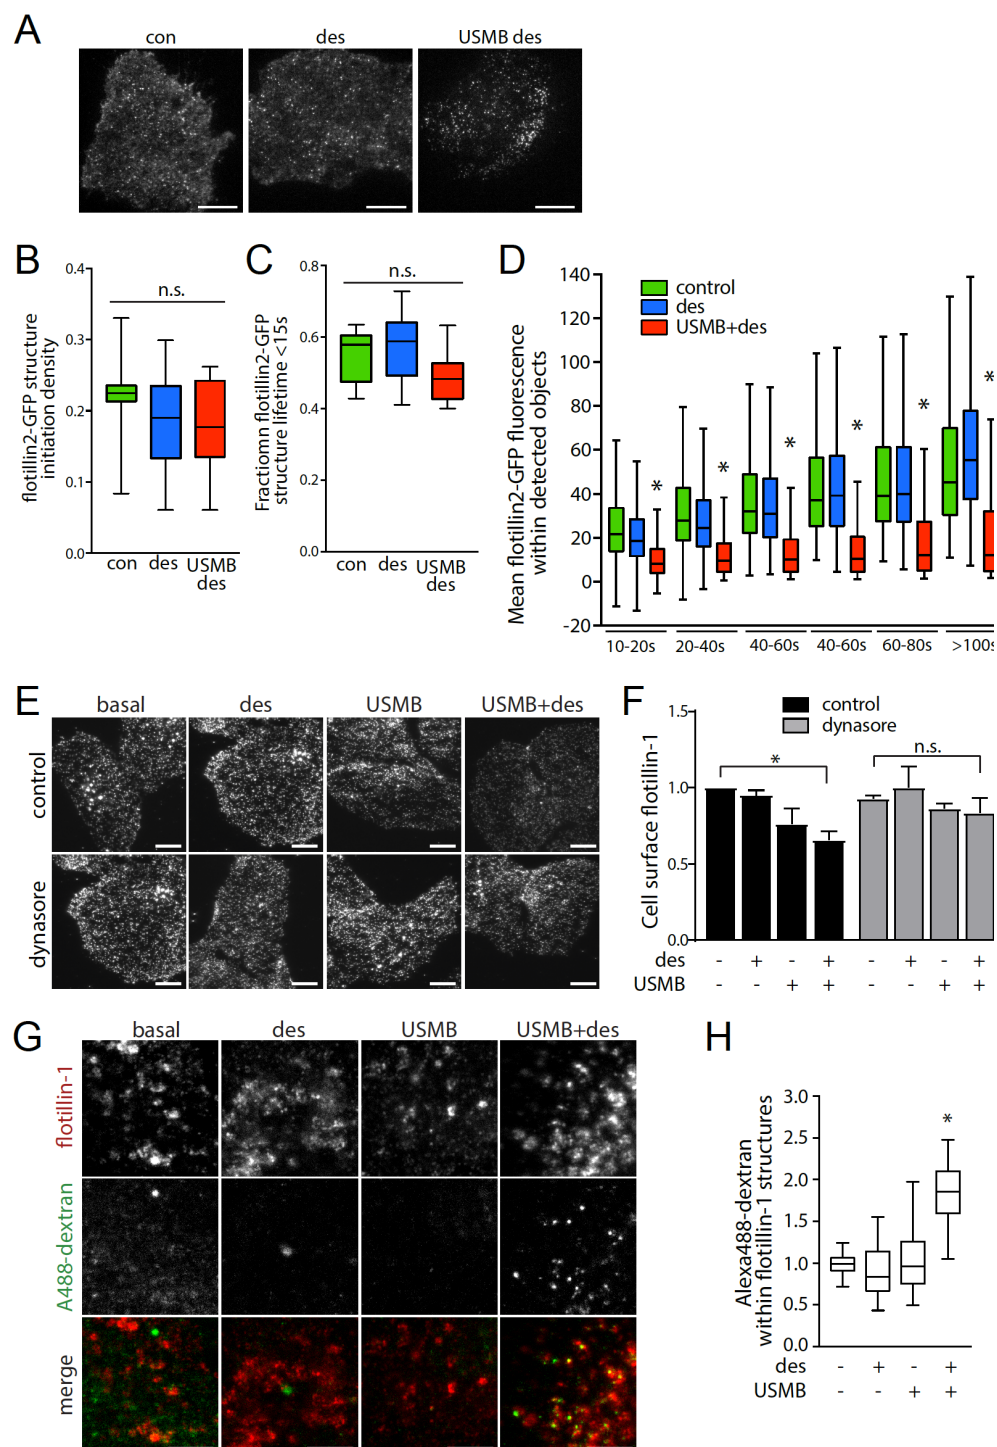 A
con des USMB des
B
flotillin2-GFP structure
initiation density
0.4
0.3
0.2
0.1
0.0
n.s.
con des USMB
des
C
Fractionn flotillin2-GFP
structure lifetime <15s
0.8
0.6
0.4
0.2
0.0
n.s.
con des USMB
des
D
Mean flotillin2-GFP fluorescence
within detected objects
140
120
100
80
60
40
20
0
-20
control
des
USMB+des
* * * * * *
10-20s 20-40s 40-60s 40-60s 60-80s >100s
E
basal des USMB USMB+des
control
dynasore
F
Cell surface flotillin-1
1.5
1.0
0.5
0.0
control
dynasore
*
n.s.
des - + - + - + - +
USMB - - + + - - + +
G
basal des USMB USMB+des
flotillin-1
A488-dextran
merge
H
Alexa488-dextran
within flotillin-1 structures
3.0
2.5
2.0
1.5
1.0
0.5
0.0
*
des - + - +
USMB - - + +